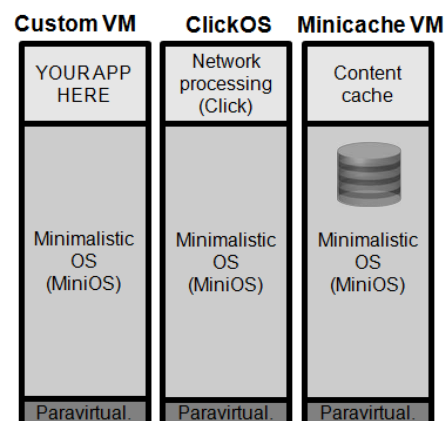 Custom VM
YOUR APP
HERE
Minimalistic
OS
(MiniOS)
Paravirtual.
ClickOS
Network
processing
(Click)
Minimalistic
OS
(MiniOS)
Paravirtual.
Minicache VM
Content
cache
Minimalistic
OS
(MiniOS)
Paravirtual.